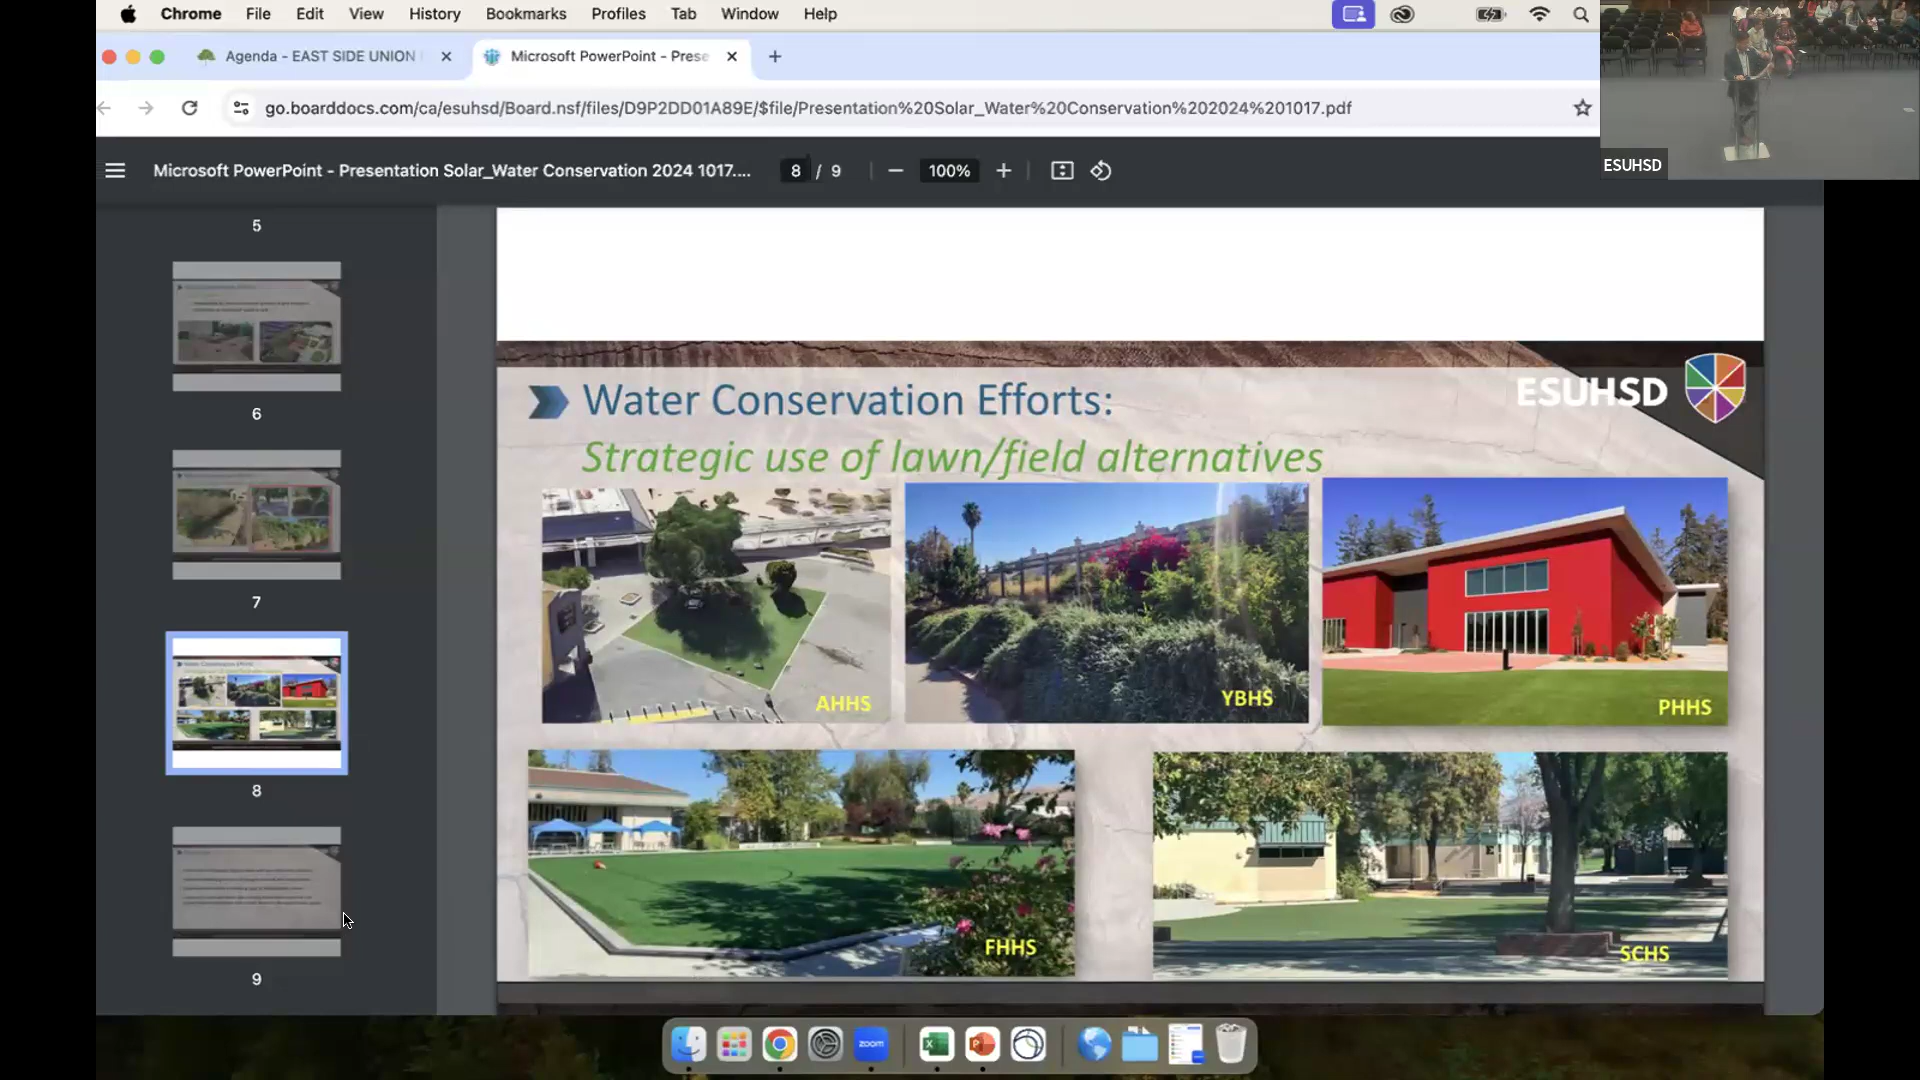 Chrome File Edit View History Bookmarks Profiles Tab Window Help
Agenda - EAST SIDE UNION
Microsoft PowerPoint - Prese
go.boarddocs.com/ca/esuhsd/Board.nsf/files/D9P2DD01A89E/$file/Presentation%20Solar_Water%20Conservation%202024%201017.pdf
ESUHSD
Microsoft PowerPoint - Presentation Solar_Water Conservation 2024 1017....
8 / 9
100%
5
6
7
8
9
Water Conservation Efforts:
ESUHSD
Strategic use of lawn/field alternatives
AHHS
YBHS
PHHS
FHHS
SCHS
zoom